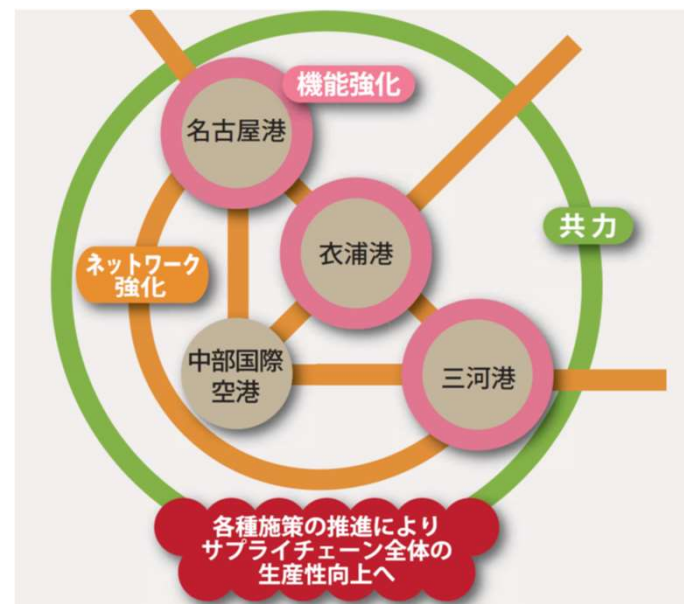 機能強化
名古屋港
衣浦港
共力
ネットワーク
強化
中部国際
空港
三河港
各種施策の推進により
サプライチェーン全体の
生産性向上へ